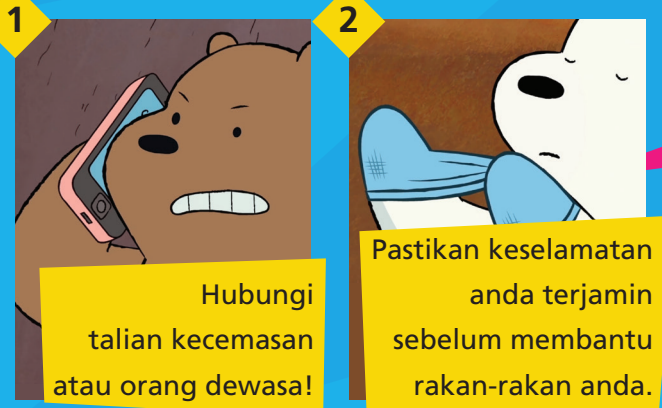 1
Hubungi
talian kecemasan
atau orang dewasa!
2
Pastikan keselamatan
anda terjamin
sebelum membantu
rakan-rakan anda.